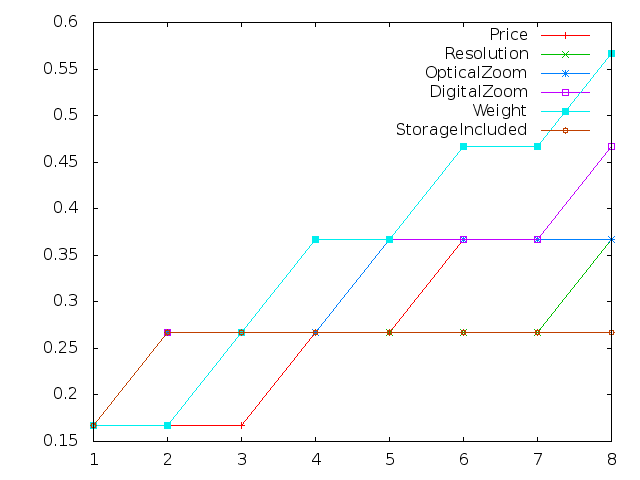 0.6
0.55
0.5
0.45
0.4
0.35
0.3
0.25
0.2
0.15
1 2 3 4 5 6 7 8
Price
Resolution
OpticalZoom
DigitalZoom
Weight
StorageIncluded